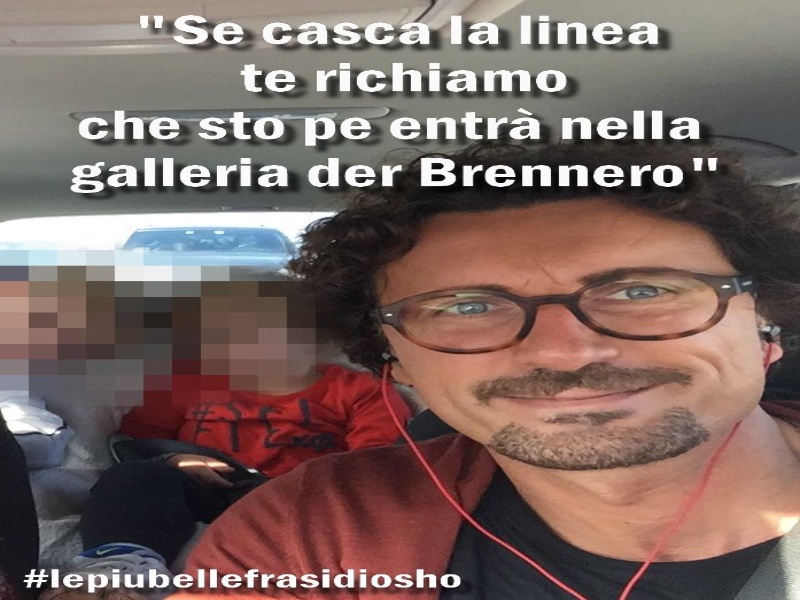 "Se casca la linea
te richiamo
che sto pe entrà nella
galleria der Brennero"
#lepiubellefrasidiosho